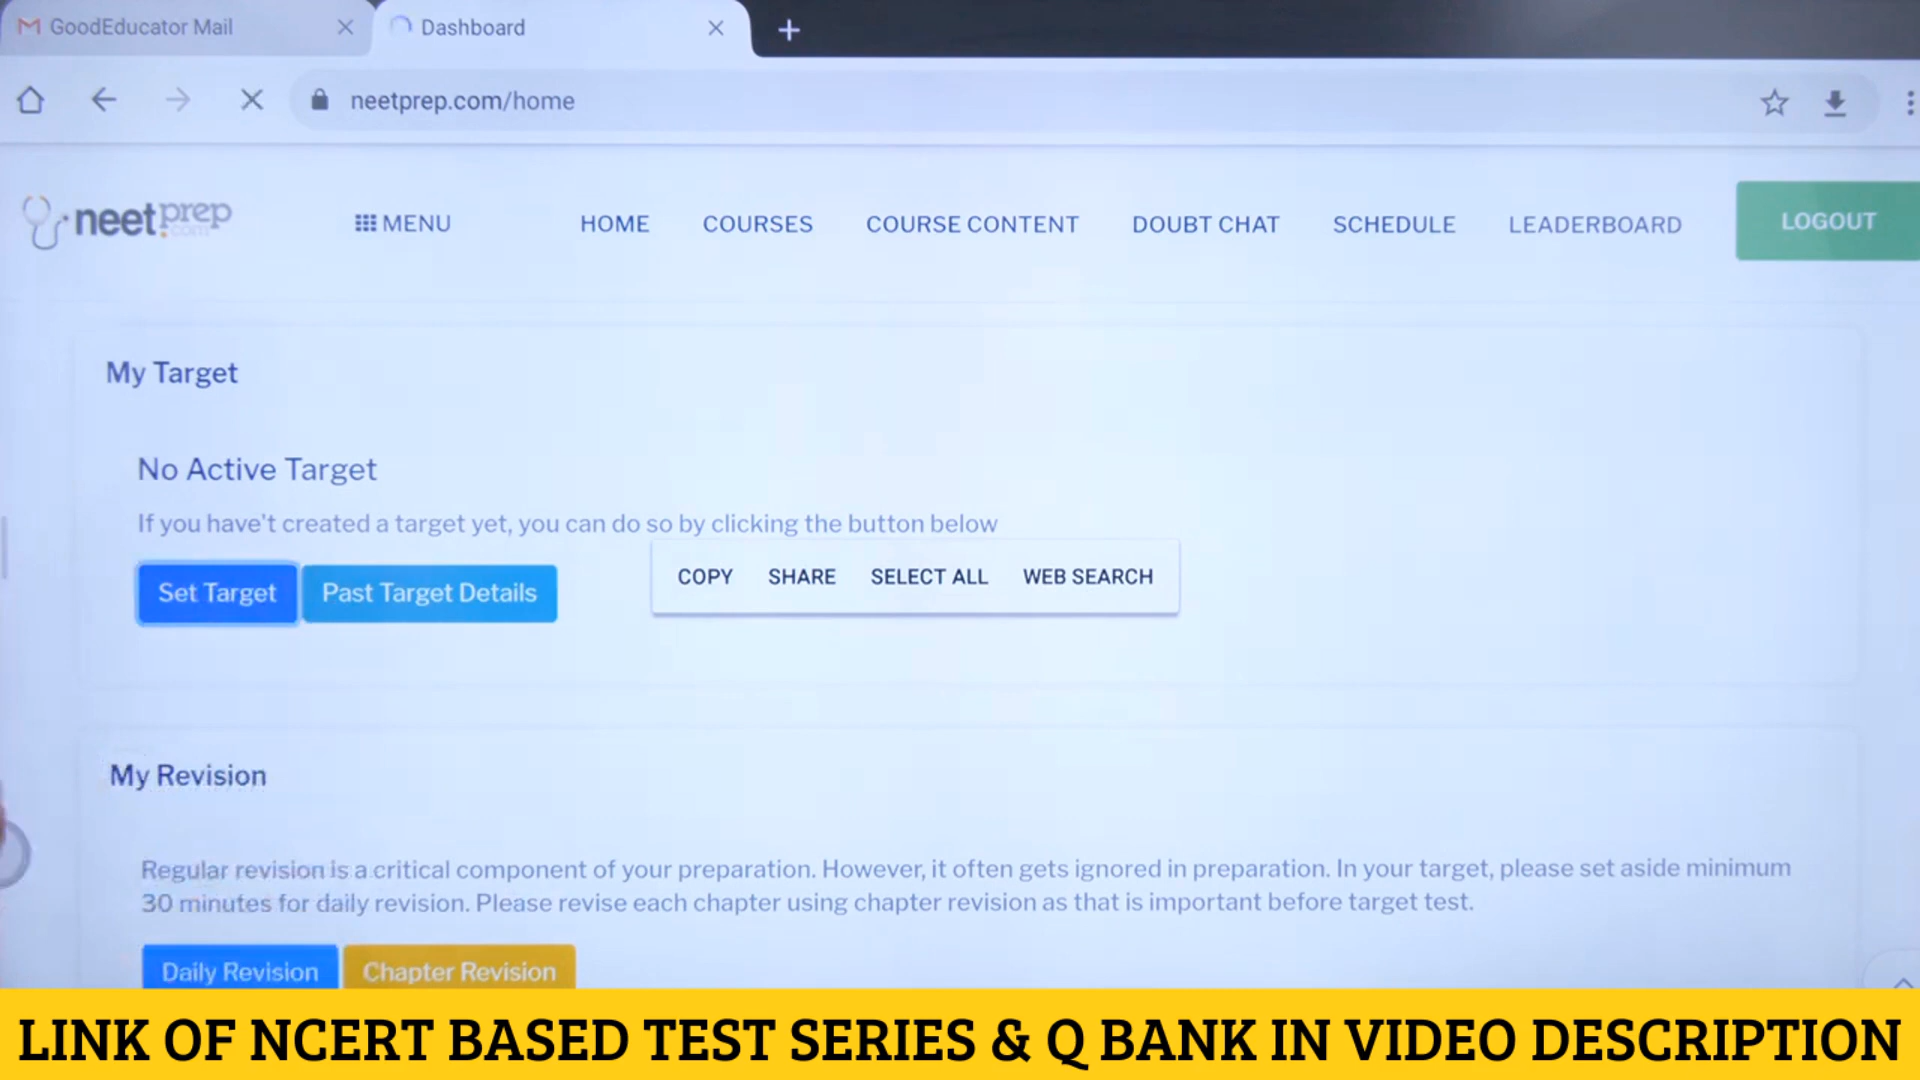 GoodEducator Mail
Dashboard
neetprep.com/home
neetprep.com
MENU
HOME
COURSES
COURSE CONTENT
DOUBT CHAT
SCHEDULE
LEADERBOARD
LOGOUT
My Target
No Active Target
If you have't created a target yet, you can do so by clicking the button below
Set Target
Past Target Details
COPY SHARE SELECT ALL WEB SEARCH
My Revision
Regular revision is a critical component of your preparation. However, it often gets ignored in preparation. In your target, please set aside minimum
30 minutes for daily revision. Please revise each chapter using chapter revision as that is important before target test.
Daily Revision
Chapter Revision
LINK OF NCERT BASED TEST SERIES & Q BANK IN VIDEO DESCRIPTION